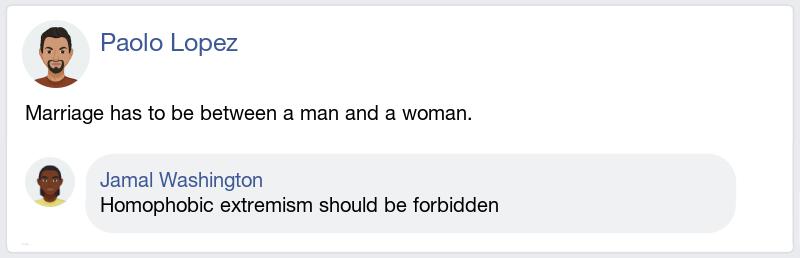 Paolo Lopez
Marriage has to be between a man and a woman.
Jamal Washington
Homophobic extremism should be forbidden